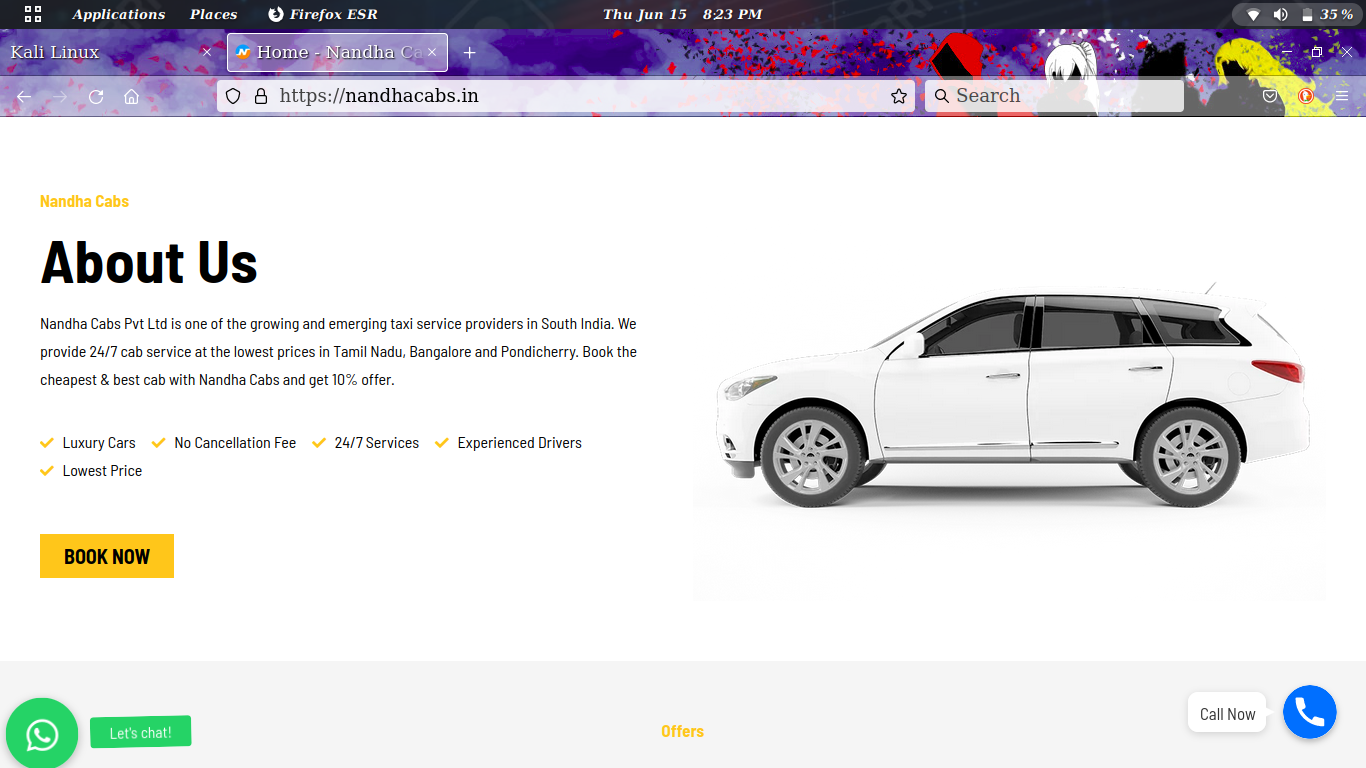 Applications Places Firefox ESR Thu Jun 15 8:23 PM 35 %
Kali Linux Home - Nandha Ca
https://nandhacabs.in Search
Nandha Cabs
About Us
Nandha Cabs Pvt Ltd is one of the growing and emerging taxi service providers in South India. We
provide 24/7 cab service at the lowest prices in Tamil Nadu, Bangalore and Pondicherry. Book the
cheapest & best cab with Nandha Cabs and get 10% offer.
Luxury Cars No Cancellation Fee 24/7 Services Experienced Drivers
Lowest Price
BOOK NOW
Call Now
Let's chat!
Offers